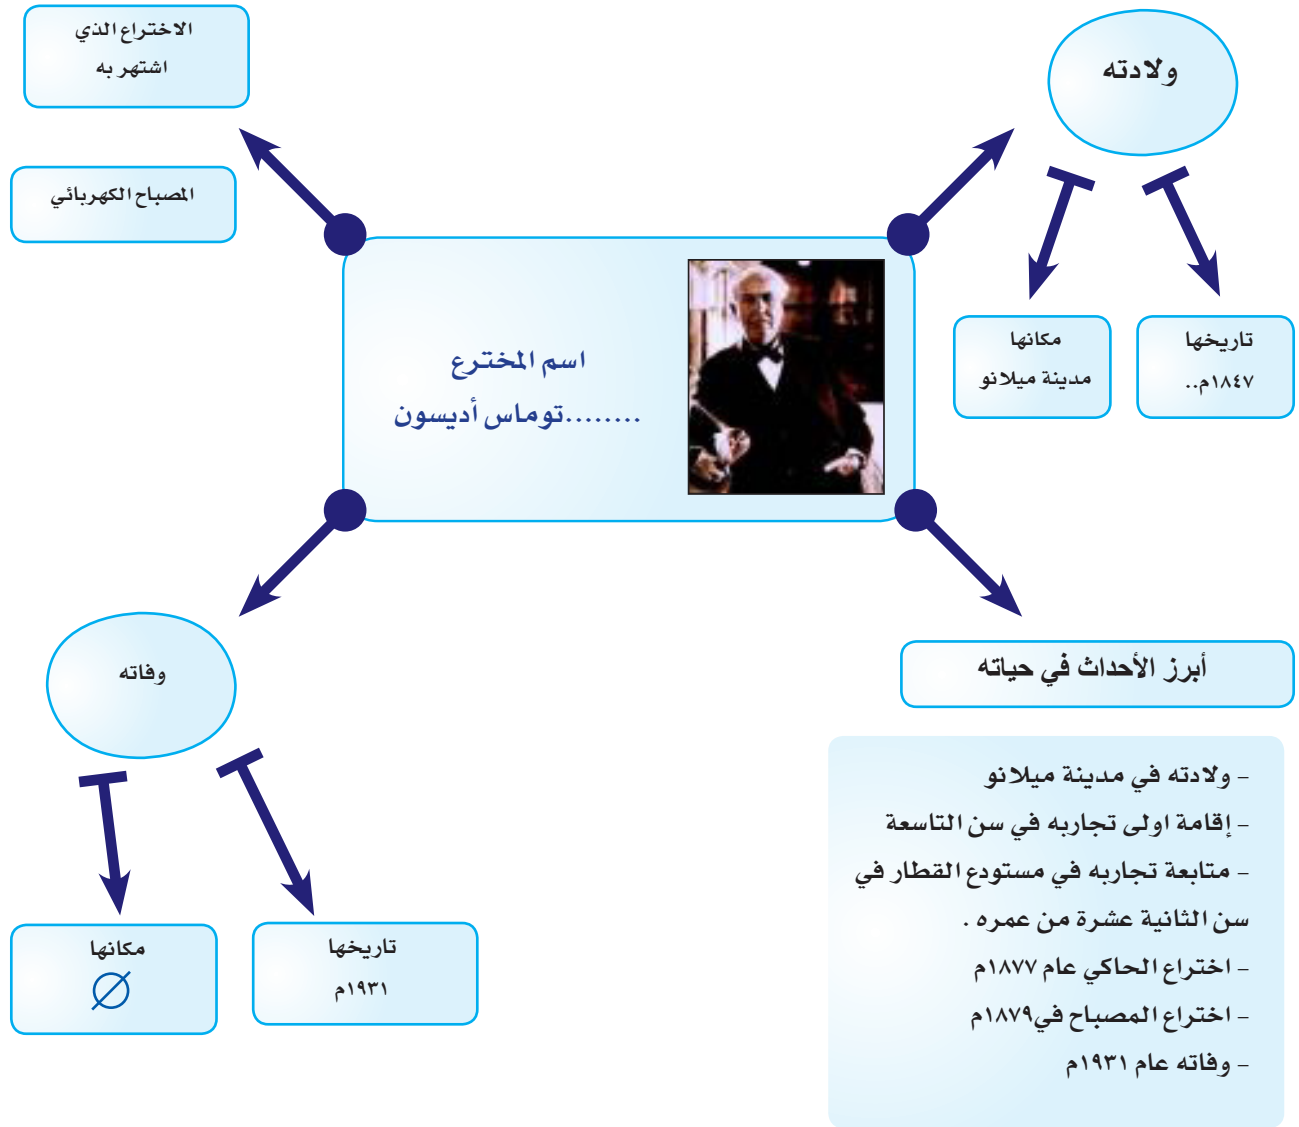 ولادته
تاريخها
١٨٤٧م..
مكانها
مدينة ميلانو
الاختراع الذي
اشتهر به
المصباح الكهربائي
اسم المخترع
........توماس أديسون
أبرز الأحداث في حياته
- ولادته في مدينة ميلانو
- إقامة اولى تجاربه في سن التاسعة
- متابعة تجاربه في مستودع القطار في
سن الثانية عشرة من عمره .
- اختراع الحاكي عام ١٨٧٧م
- اختراع المصباح في١٨٧٩م
- وفاته عام ١٩٣١م
وفاته
تاريخها
١٩٣١م
مكانها
∅